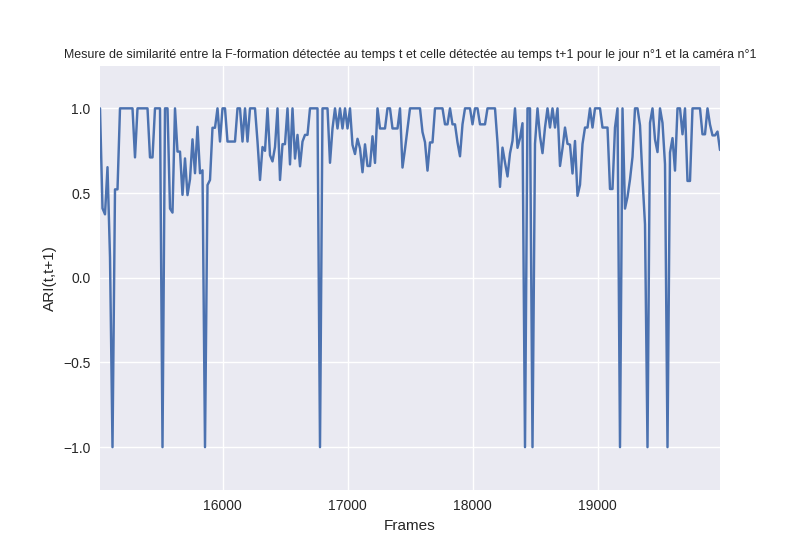 Mesure de similarité entre la F-formation détectée au temps t et celle détectée au temps t+1 pour le jour n°1 et la caméra n°1
1.0
0.5
0.0
−0.5
−1.0
ARI(t,t+1)
16000 17000 18000 19000
Frames